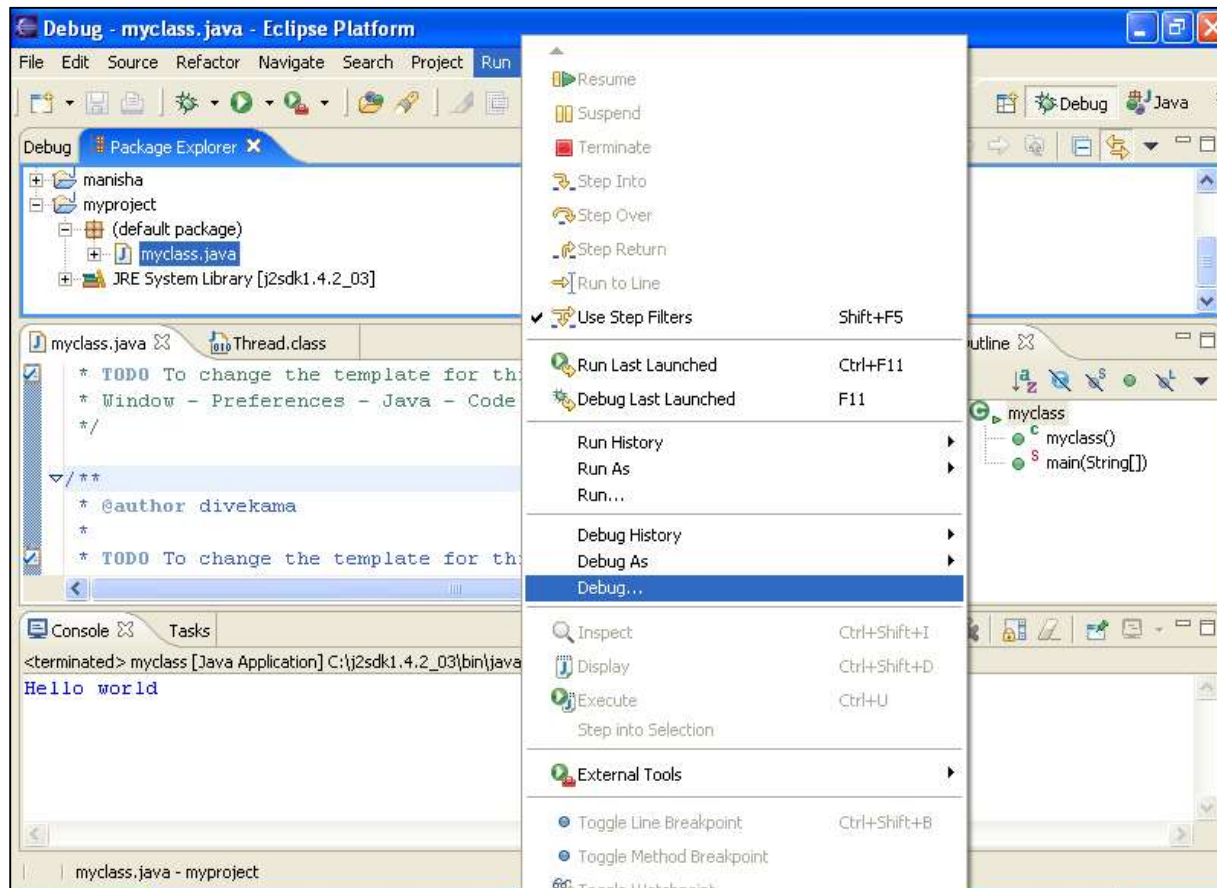 Debug - myclass.java - Eclipse Platform
File Edit Source Refactor Navigate Search Project Run
Debug Java
Debug Package Explorer
manisha
myproject
(default package)
myclass.java
JRE System Library [j2sdk1.4.2_03]
myclass.java Thread.class
* TODO To change the template for
* Window - Preferences - Java - Code
*/
/**
* @author divekama
*
* TODO To change the template for
Console Tasks
<terminated> myclass [Java Application] C:\j2sdk1.4.2_03\bin\java
Hello world
myclass.java - myproject
Resume
Suspend
Terminate
Step Into
Step Over
Step Return
Run to Line
Use Step Filters Shift+F5
Run Last Launched Ctrl+F11
Debug Last Launched F11
Run History
Run As
Run...
Debug History
Debug As
Debug...
Inspect Ctrl+Shift+I
Display Ctrl+Shift+D
Execute Ctrl+U
Step into Selection
External Tools
Toggle Line Breakpoint Ctrl+Shift+B
Toggle Method Breakpoint
Toggle Watchpoint
utline
myclass
myclass()
main(String[])